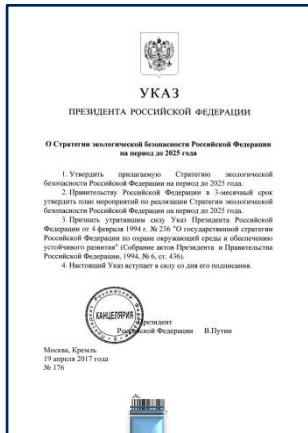 УКАЗ
ПРЕЗИДЕНТА РОССИЙСКОЙ ФЕДЕРАЦИИ
О Стратегии экологической безопасности Российской Федерации
на период до 2025 года
1. Утвердить прилагаемую Стратегию экологической
безопасности Российской Федерации на период до 2025 года.
2. Правительству Российской Федерации в 3-месячный срок
утвердить план мероприятий по реализации Стратегии экологической
безопасности Российской Федерации на период до 2025 года.
3. Признать утратившим силу Указ Президента Российской
Федерации от 4 февраля 1994 г. № 236 "О государственной стратегии
Российской Федерации по охране окружающей среды и обеспечению
устойчивого развития" (Собрание актов Президента и Правительства
Российской Федерации, 1994, № 6, ст. 436).
4. Настоящий Указ вступает в силу со дня его подписания.
КАНЦЕЛЯРИЯ
Президент
Российской Федерации В.Путин
Москва, Кремль
19 апреля 2017 года
№ 176